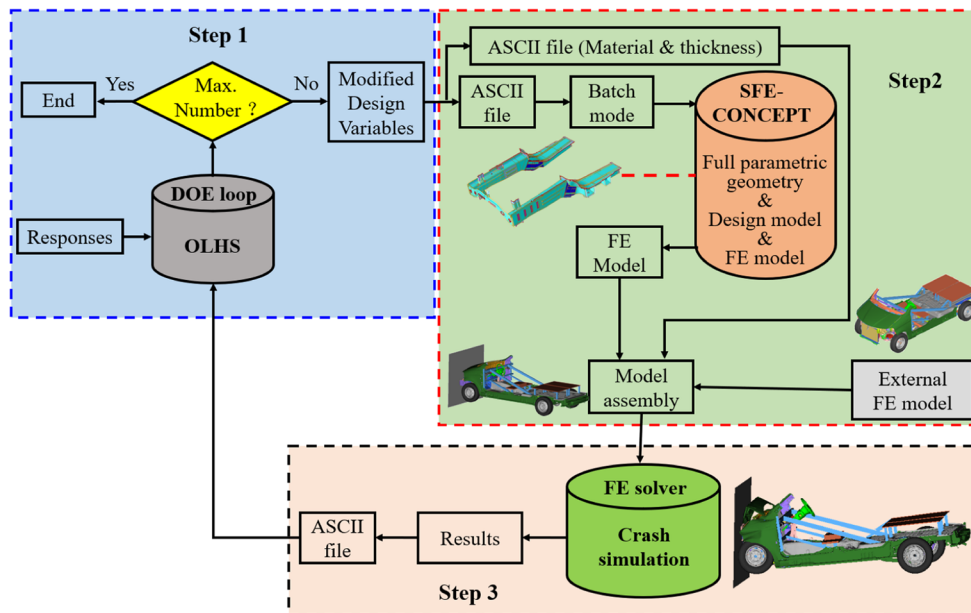 Step 1
Yes
No
End
Max.
Number ?
Modified
Design
Variables
DOE loop
OLHS
Responses
Step2
ASCII file (Material & thickness)
ASCII
file
Batch
mode
SFE-
CONCEPT
Full parametric
geometry
&
Design model
&
FE model
FE
Model
Model
assembly
External
FE model
Step 3
FE solver
Crash
simulation
Results
ASCII
file